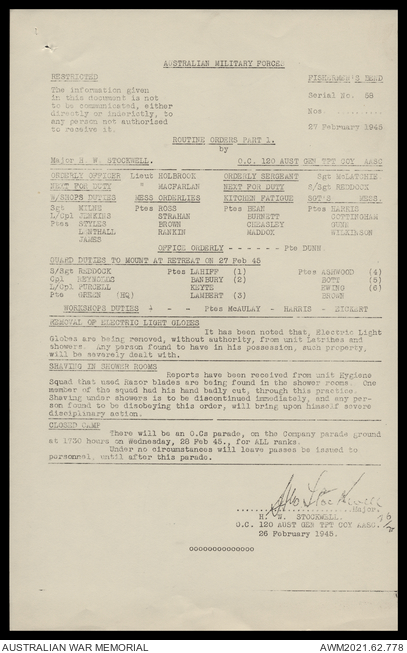 AUSTRALIAN MILITARY FORCES
RESTRICTED FISHERMEN'S BEND
The information given
in this document is not
to be communicated, either
directly or inderictly, to
any person not authorised
to receive it.
Serial No. 58
Nos ..........
27 February 1945
ROUTINE ORDERS PART 1.
by
Major H. W. STOCKWELL. O.C. 120 AUST GEN TPT COY AASC
ORDERLY OFFICER Lieut HOLBROOK ORDERLY SERGEANT Sgt McLATCHIE
NEXT FOR DUTY " MACFARLAN NEXT FOR DUTY S/Sgt REDDOCK
W/SHOPS DUTIES MESS ORDERLIES KITCHEN FATIGUE SGT'S MESS.
Sgt MILNE Ptes ROSS Ptes BEAN Ptes HARRIS
L/Cpl JENKINS STRAHAN BURNETT COTTINGHAM
Ptes STYLES BROWN CHEASLEY GUNN
LENTHALL RANKIN MADDOX WILKINSON
JAMES
OFFICE ORDERLY - - - - - - Pte DUNN
GUARD DUTIES TO MOUNT AT RETREAT ON 27 Feb 45
S/Sgt REDDOCK Ptes LAHIFF (1) Ptes ASHWOOD (4)
Cpl REYNOLDS BANBURY (2) BOTT (5)
L/Cpl PURCELL KEYTE EWING (6)
Pte GREEN (HQ) LAMBERT (3) BROWN
WORKSHOPS DUTIES - - Ptes McAULAY - HARRIS - HICKART
REMOVAL OF ELECTRIC LIGHT GLOBES
It has been noted that, Electric Light
Globes are being removed, without authority, from unit Latrines and
showers. Any person found to have in his possession, such property,
will be severely dealt with.
SHAVING IN SHOWER ROOMS
Reports have been received from unit Hygiene
Squad that used Razor blades are being found in the shower rooms. One
member of the squad had his hand badly cut, through this practice.
Shaving under showers is to be discontinued immediately, and any per-
son found to be disobeying this order, will bring upon himself severe
disciplinary action.
CLOSED CAMP
There will be an O.Cs parade, on the Company parade ground
at 1730 hours on Wednesday, 28 Feb 45., for ALL ranks.
Under no circumstances will leave passes be issued to
personnel, until after this parade.
Stockwell
....................Major.
H. W. STOCKWELL.
O.C. 120 AUST GEN TPT COY AASC.
26 February 1945.
oooooooooooooo
AUSTRALIAN WAR MEMORIAL AWM2021.62.778